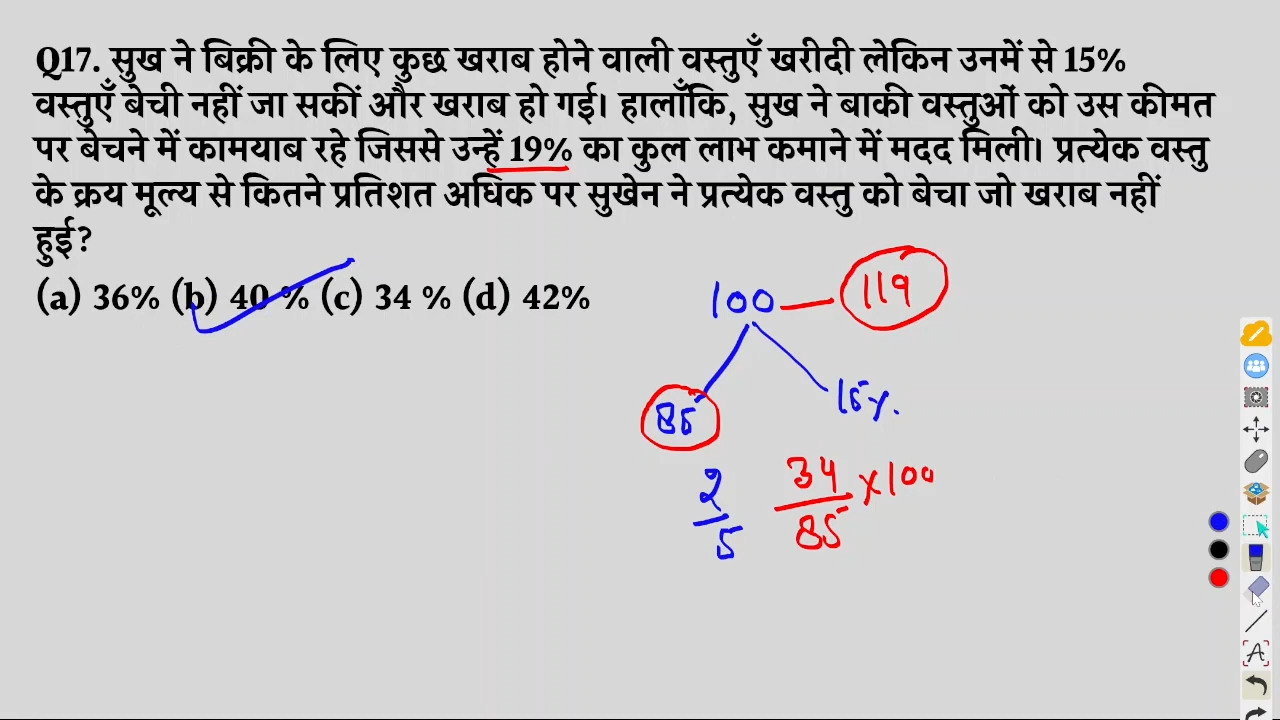 Q17. सुख ने बिक्री के लिए कुछ खराब होने वाली वस्तुएँ खरीदी लेकिन उनमें से 15%
वस्तुएँ बेची नहीं जा सकीं और खराब हो गई। हालाँकि, सुख ने बाकी वस्तुओं को उस कीमत
पर बेचने में कामयाब रहे जिससे उन्हें 19% का कुल लाभ कमाने में मदद मिली। प्रत्येक वस्तु
के क्रय मूल्य से कितने प्रतिशत अधिक पर सुखेन ने प्रत्येक वस्तु को बेचा जो खराब नहीं
हुई?
(a) 36% (b) 40 % (c) 34 % (d) 42%
100 — 119
85 15%.
2/5 34/85 ×100
A